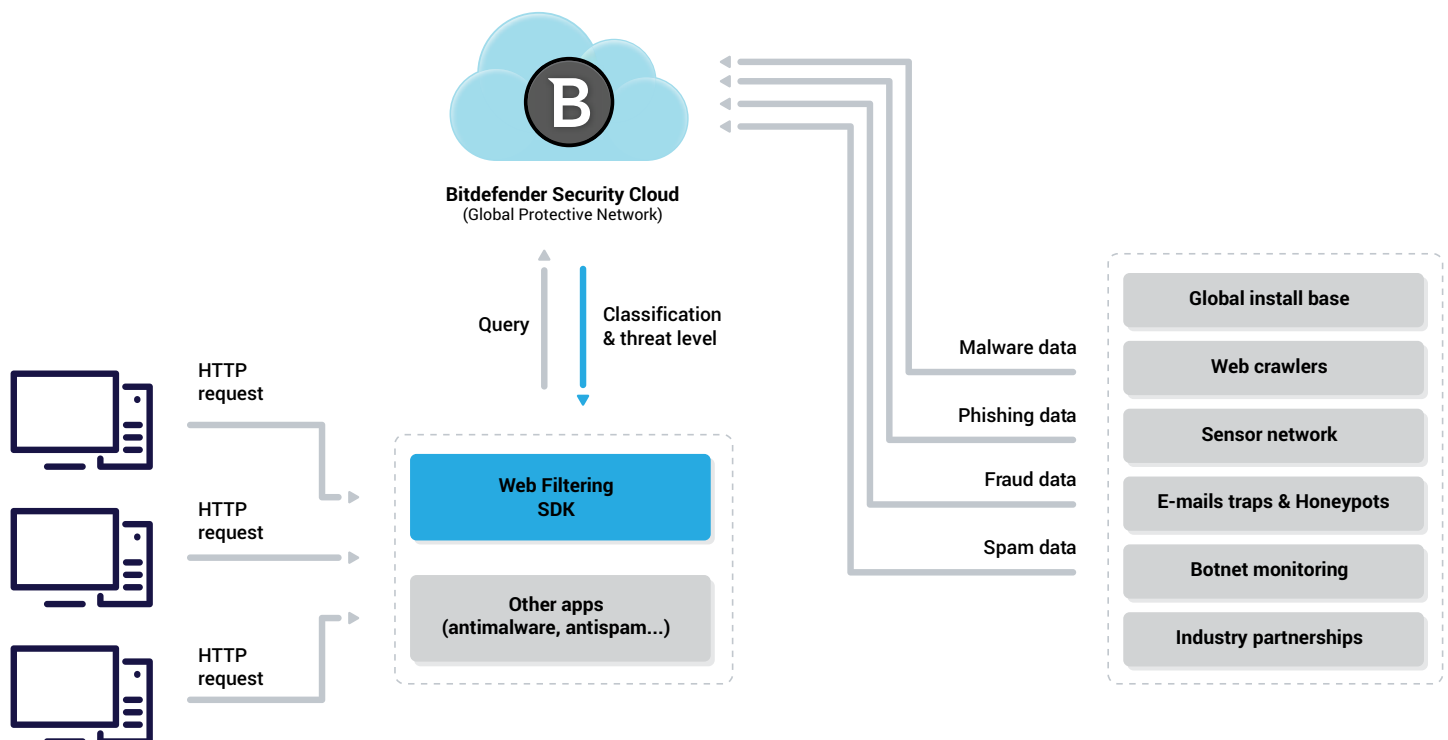 B
Bitdefender Security Cloud
(Global Protective Network)
Query
Classification
& threat level
HTTP
request
HTTP
request
HTTP
request
Web Filtering
SDK
Other apps
(antimalware, antispam...)
Malware data
Phishing data
Fraud data
Spam data
Global install base
Web crawlers
Sensor network
E-mails traps & Honeypots
Botnet monitoring
Industry partnerships